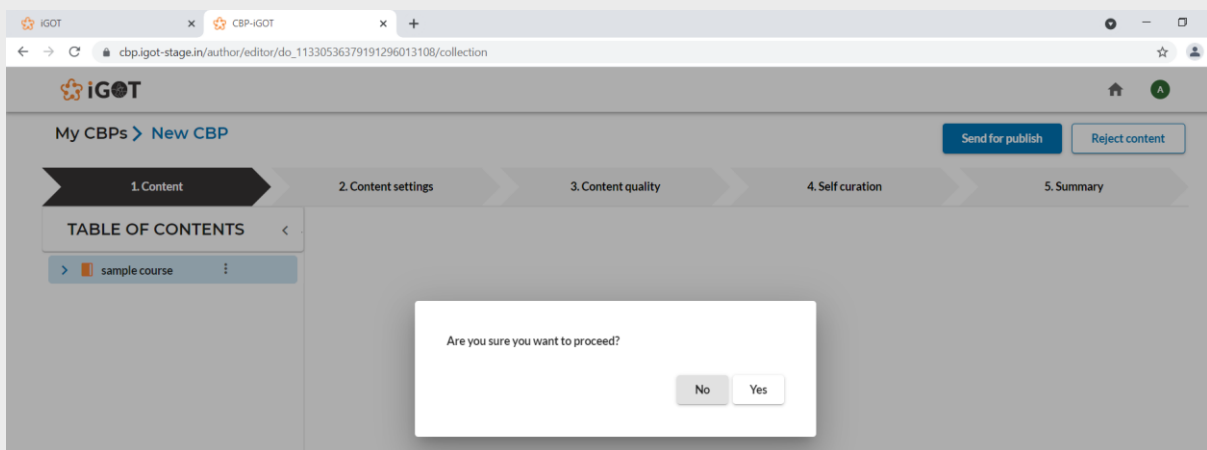 iGOT
CBP-iGOT
cbp.igot-stage.in/author/editor/do_11330536379191296013108/collection
iGOT
A
My CBPs New CBP
Send for publish
Reject content
1. Content
2. Content settings
3. Content quality
4. Self curation
5. Summary
TABLE OF CONTENTS
sample course
Are you sure you want to proceed?
No
Yes